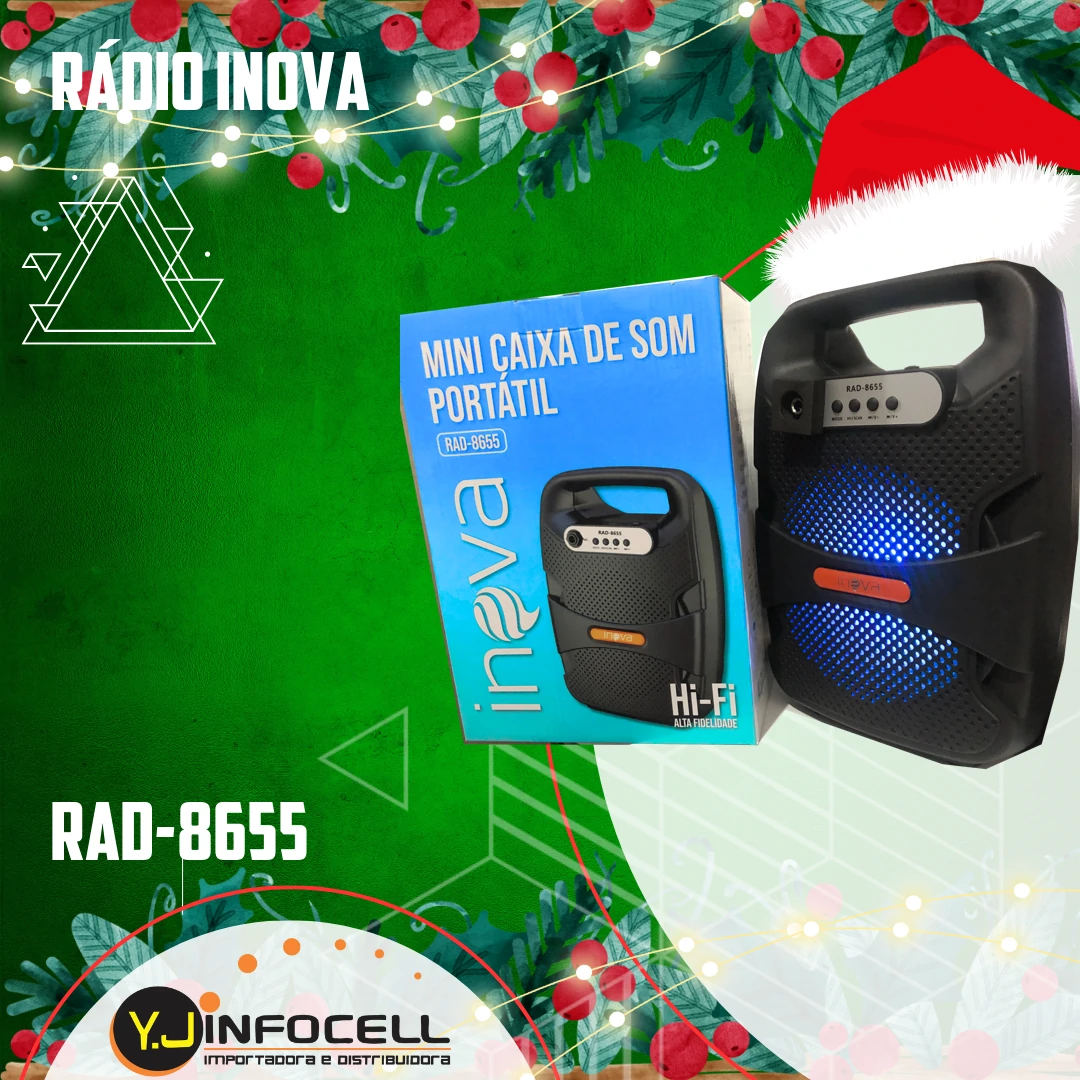 RÁDIO INOVA
MINI CAIXA DE SOM
PORTÁTIL
RAD-8655
inova
RAD-8655
inova
Hi-Fi
ALTA FIDELIDADE
RAD-8655
inova
RAD-8655
Y.J INFOCELL
IMPORTADORA E DISTRIBUIDORA